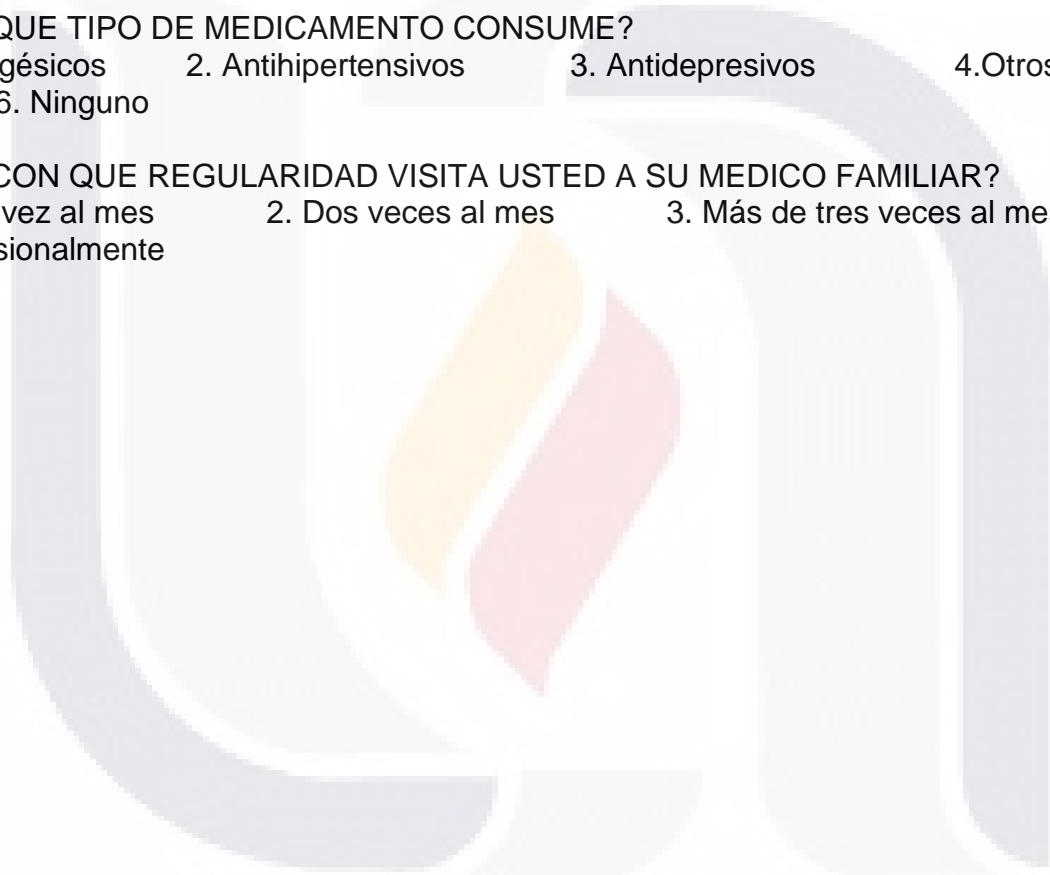 QUE TIPO DE MEDICAMENTO CONSUME?
gésicos 2. Antihipertensivos 3. Antidepresivos 4.Otros
6. Ninguno
CON QUE REGULARIDAD VISITA USTED A SU MEDICO FAMILIAR?
vez al mes 2. Dos veces al mes 3. Más de tres veces al me
sionalmente